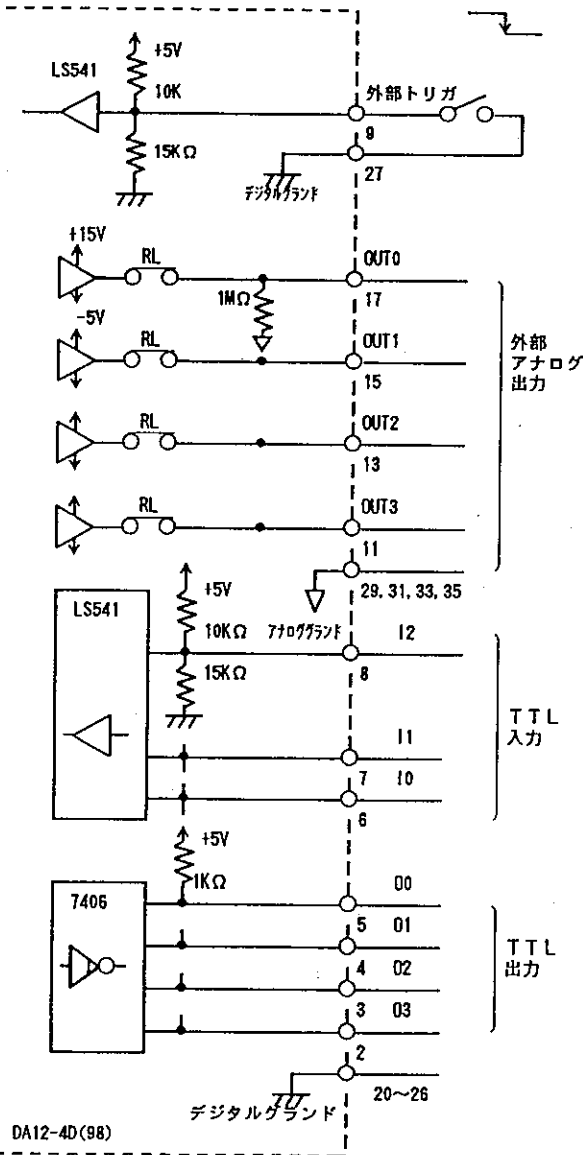 +5V
LS541
10K
外部トリガ
9
15KΩ
27
デジタルグランド
+15V
RL
OUT0
1MΩ
17
-5V
RL
OUT1
15
外部
アナログ
出力
RL
OUT2
13
RL
OUT3
11
29, 31, 33, 35
アナログランド
LS541
+5V
10KΩ
15KΩ
I2
8
TTL
入力
I1
7
I0
6
+5V
1KΩ
7406
O0
5
O1
4
O2
3
O3
2
TTL
出力
20〜26
デジタルグランド
DA12-4D(98)